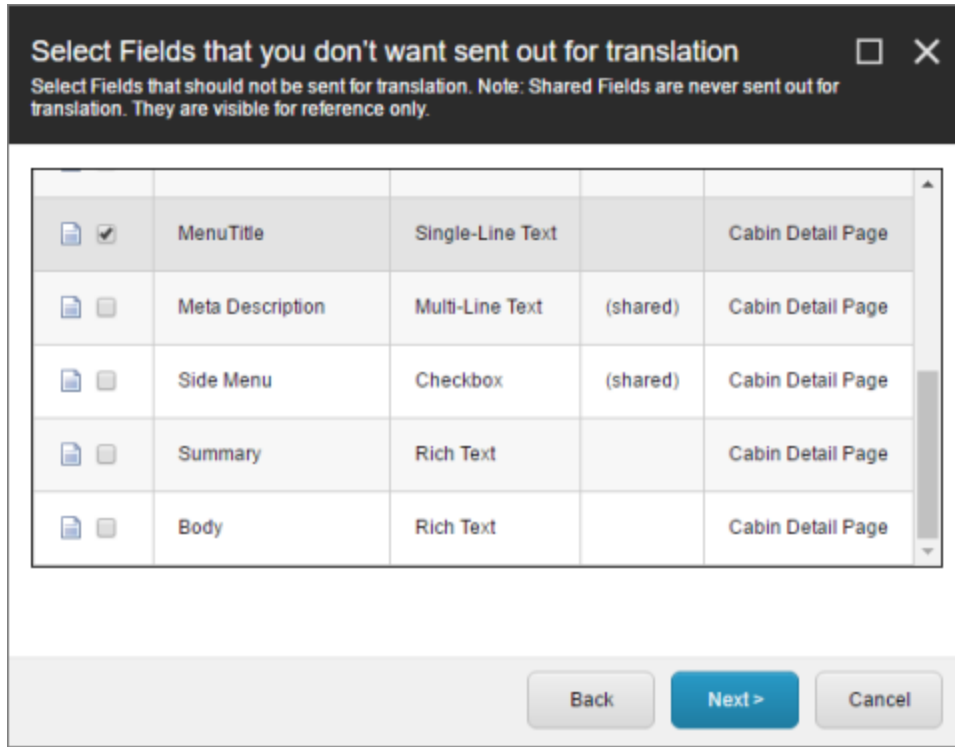 Select Fields that you don't want sent out for translation
Select Fields that should not be sent for translation. Note: Shared Fields are never sent out for
translation. They are visible for reference only.
MenuTitle Single-Line Text Cabin Detail Page
Meta Description Multi-Line Text (shared) Cabin Detail Page
Side Menu Checkbox (shared) Cabin Detail Page
Summary Rich Text Cabin Detail Page
Body Rich Text Cabin Detail Page
Back Next > Cancel